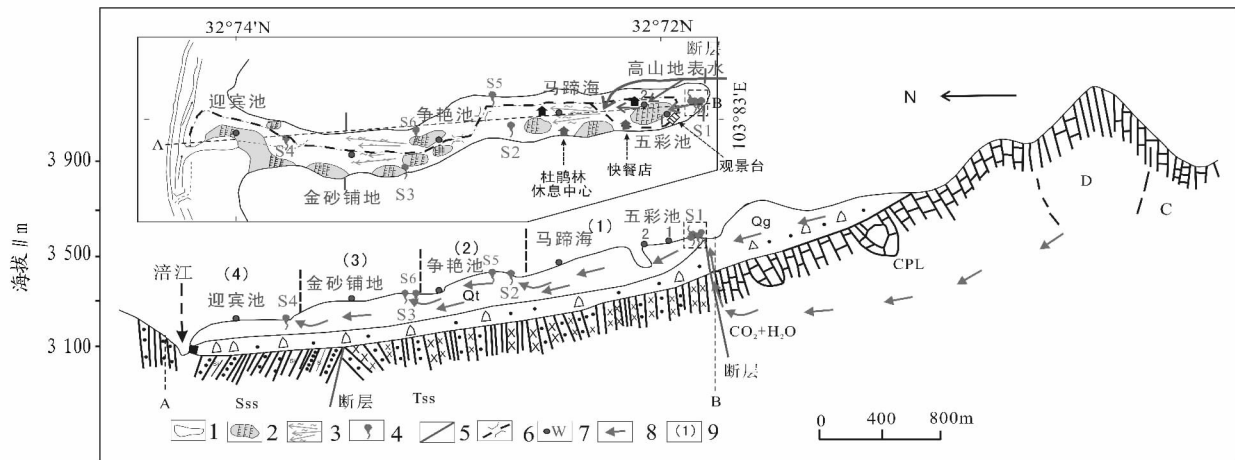 32°74'N
32°72N
断层
高山地表水
马蹄海
S5
迎宾池
争艳池
2
B
103°83'E
A
S6
S4
S2
S1
五彩池
S3
快餐店
观景台
杜鹃林
休息中心
金砂铺地
N
3 900
海拔//m
3 500
3 100
D
C
五彩池
S1
Qg
(1)
马蹄海
2
1
CPL
(2)
争艳池
S5
(3)
金砂铺地
S6
涪江
(4)
迎宾池
S4
S3
Qt
S2
CO₂+H₂O
断层
A
Sss
断层
Tss
B
0 400 800m
1 2 3 4 5 6 W 7 8 (1) 9